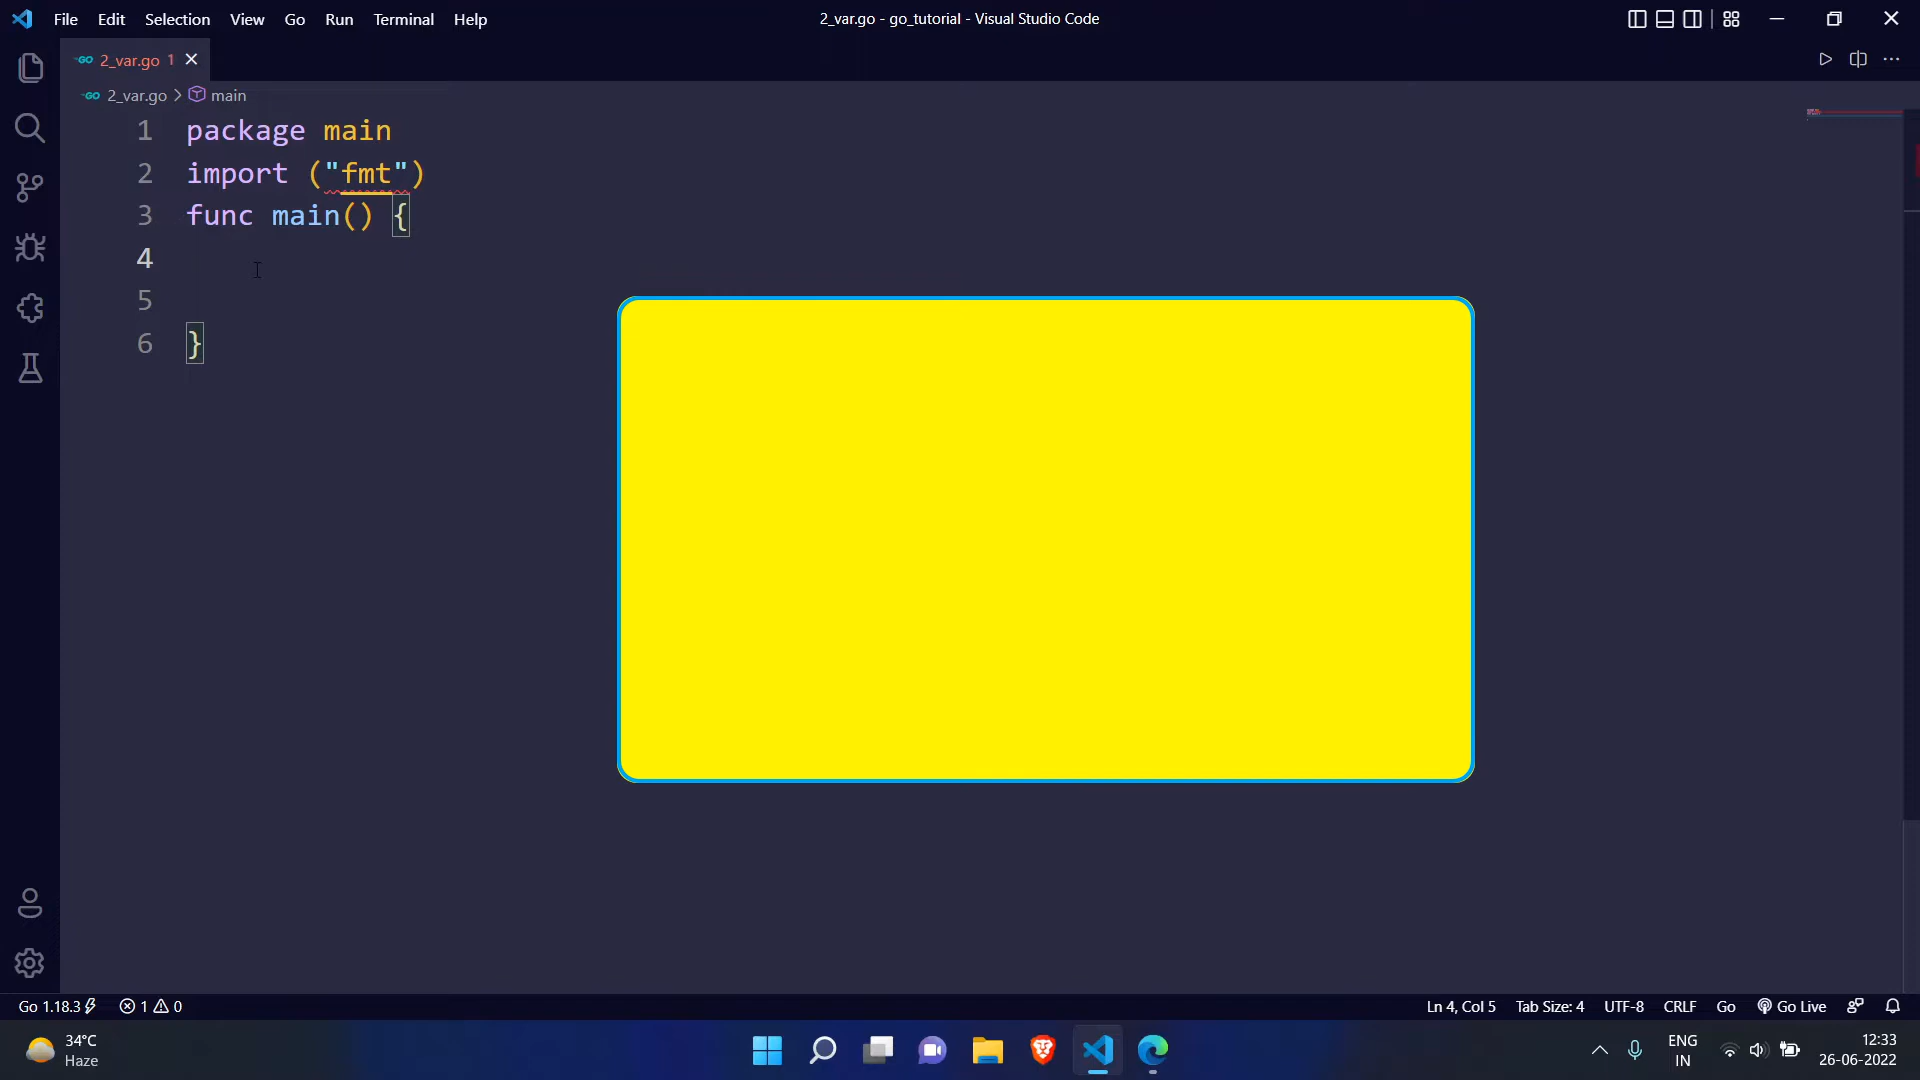 File Edit Selection View Go Run Terminal Help
2_var.go - go_tutorial - Visual Studio Code
GO 2_var.go 1
GO 2_var.go > main
1 package main
2 import ("fmt")
3 func main() {
4
5
6 }
Go 1.18.3 1 0
Ln 4, Col 5 Tab Size: 4 UTF-8 CRLF Go Go Live
34°C
Haze
ENG
IN
12:33
26-06-2022